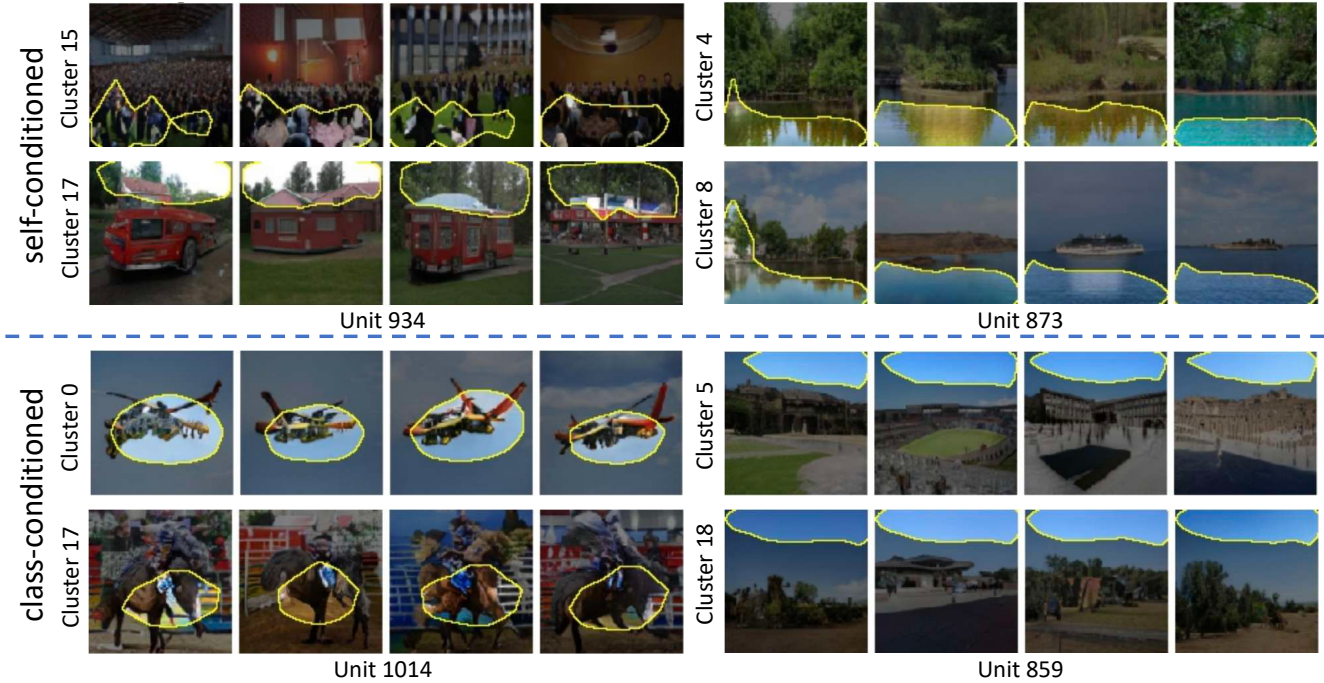 self-conditioned
Cluster 15
Cluster 17
Unit 934
Cluster 4
Cluster 8
Unit 873
class-conditioned
Cluster 0
Cluster 17
Unit 1014
Cluster 5
Cluster 18
Unit 859